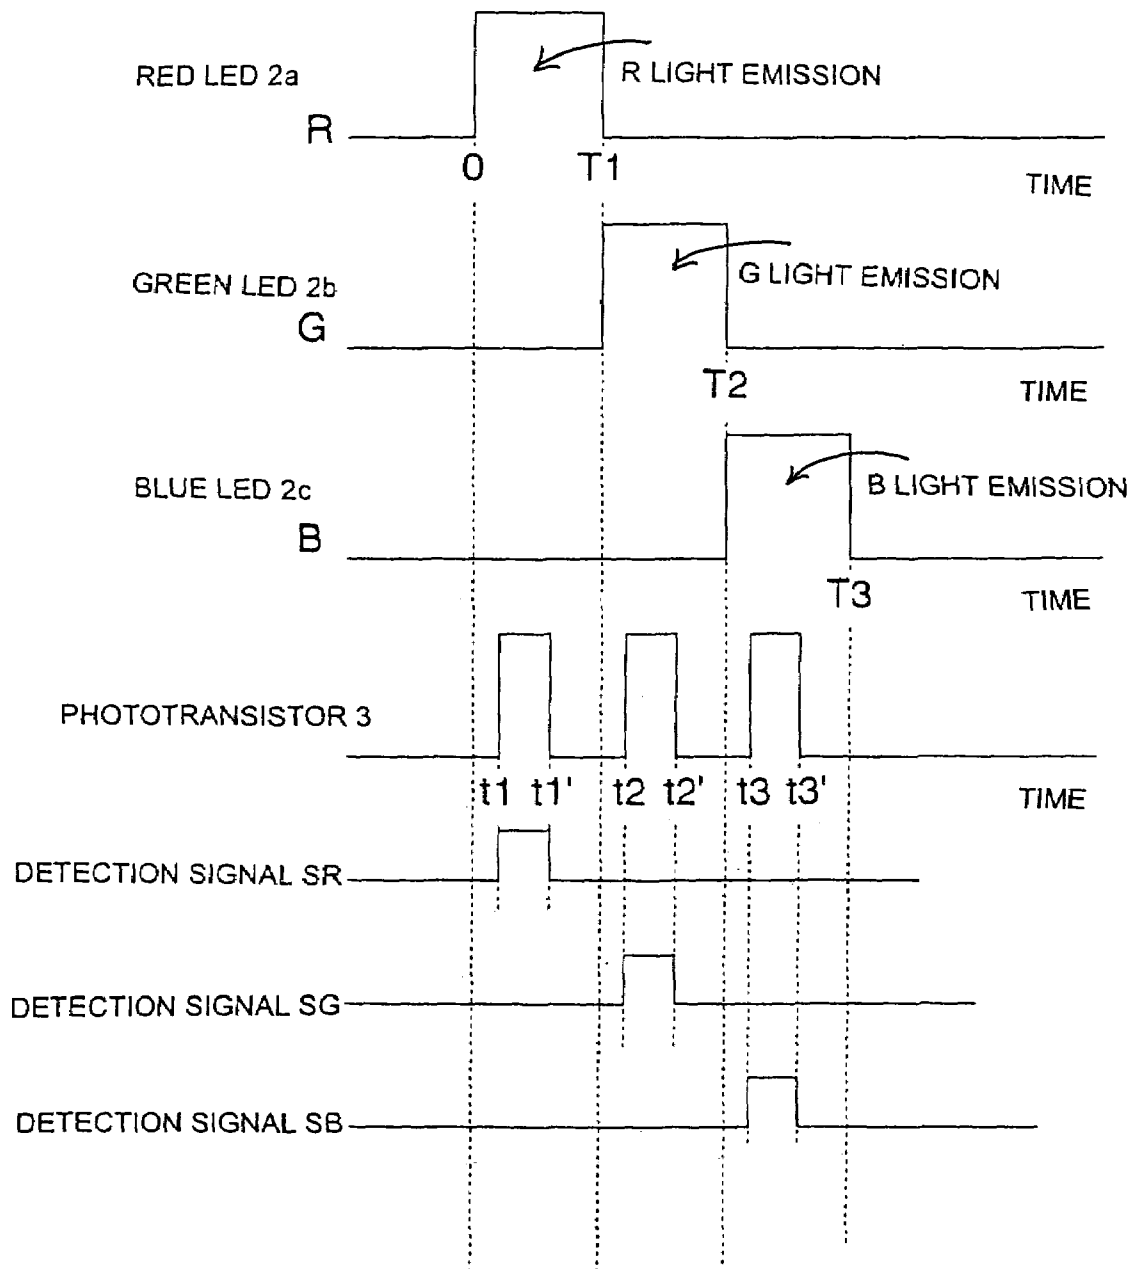 RED LED 2a
R LIGHT EMISSION
R
0 T1
TIME
GREEN LED 2b
G LIGHT EMISSION
G
T2
TIME
BLUE LED 2c
B LIGHT EMISSION
B
T3
TIME
PHOTOTRANSISTOR 3
t1 t1' t2 t2' t3 t3'
TIME
DETECTION SIGNAL SR
DETECTION SIGNAL SG
DETECTION SIGNAL SB